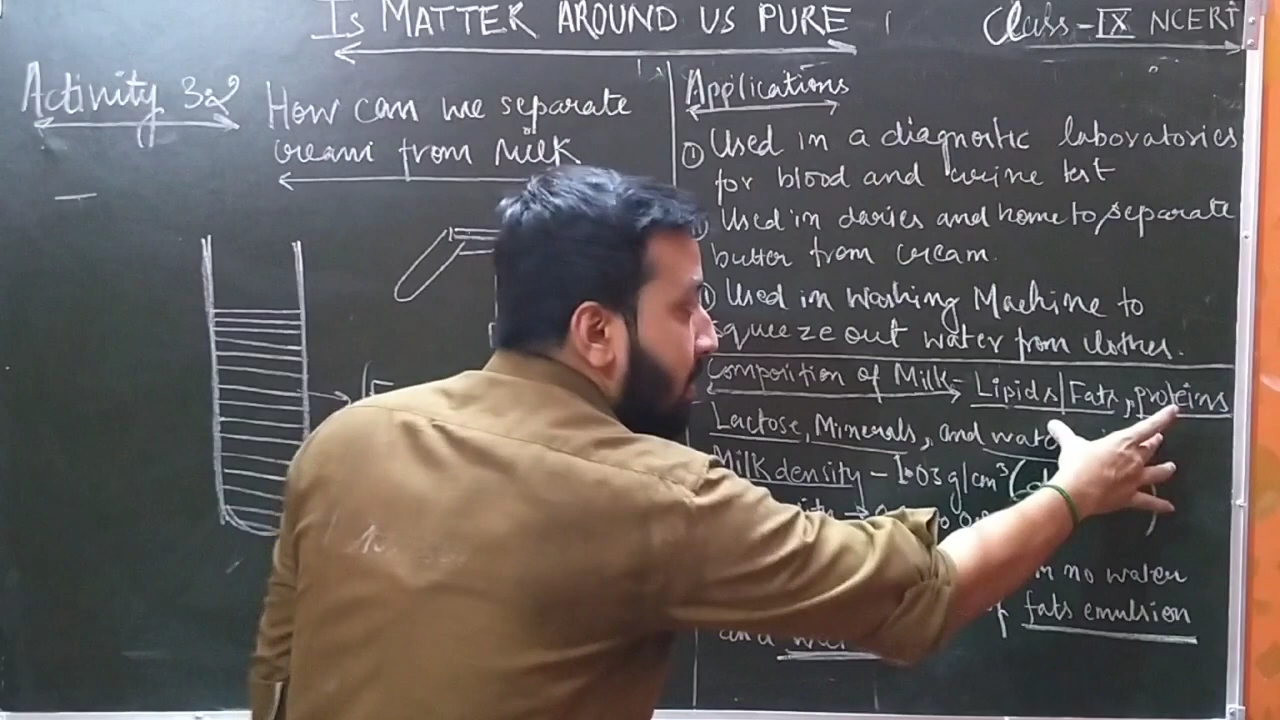 Is MATTER AROUND US PURE
Class - IX NCERT
Activity 3.2
How can we separate
cream from Milk
Applications
① Used in a diagnostic laboratories
for blood and urine test
Used in daries and home to separate
butter from cream.
Used in Washing Machine to
squeeze out water from clothes.
Composition of Milk - Lipids/Fats, proteins
Lactose, Minerals, and
Milk density - 1.03 g/cm³
no water
fats emulsion
and a